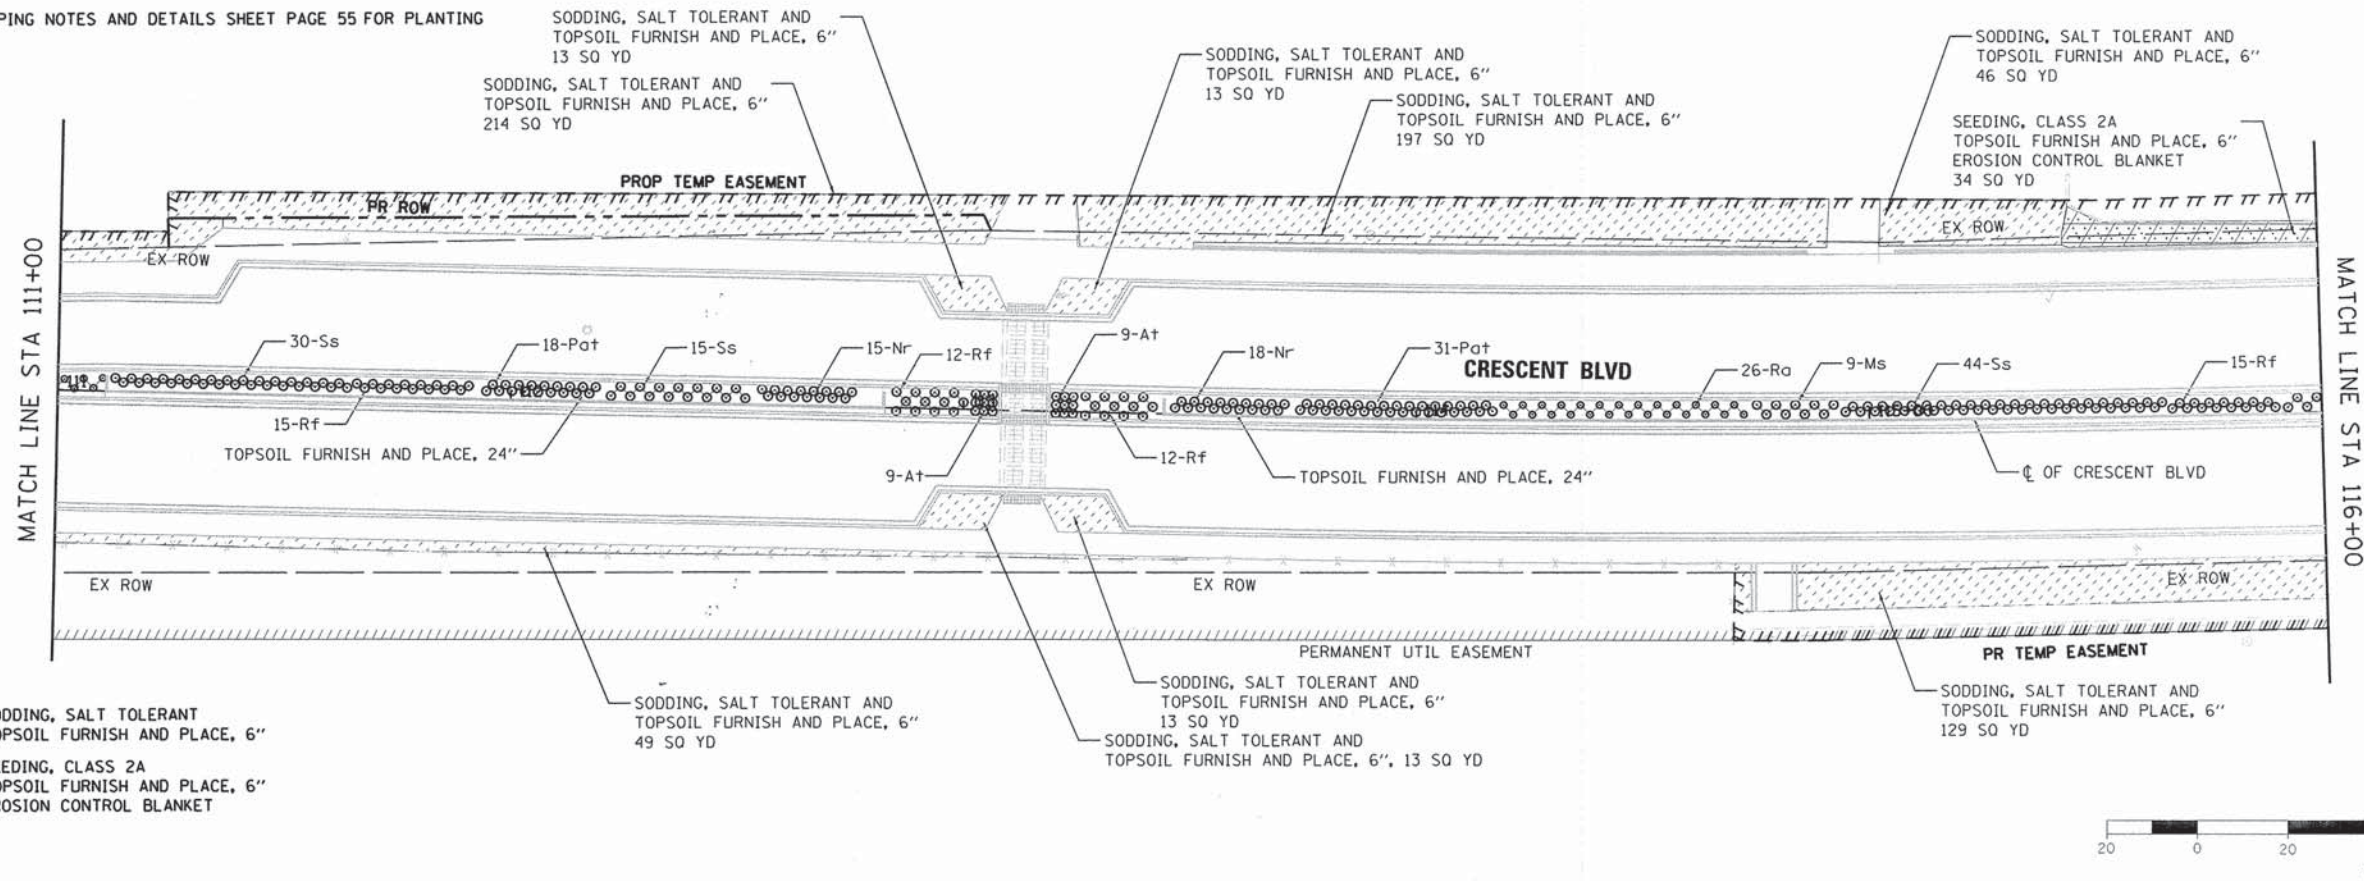 PING NOTES AND DETAILS SHEET PAGE 55 FOR PLANTING
SODDING, SALT TOLERANT AND
TOPSOIL FURNISH AND PLACE, 6"
13 SQ YD
SODDING, SALT TOLERANT AND
TOPSOIL FURNISH AND PLACE, 6"
214 SQ YD
SODDING, SALT TOLERANT AND
TOPSOIL FURNISH AND PLACE, 6"
13 SQ YD
SODDING, SALT TOLERANT AND
TOPSOIL FURNISH AND PLACE, 6"
197 SQ YD
SODDING, SALT TOLERANT AND
TOPSOIL FURNISH AND PLACE, 6"
46 SQ YD
SEEDING, CLASS 2A
TOPSOIL FURNISH AND PLACE, 6"
EROSION CONTROL BLANKET
34 SQ YD
PROP TEMP EASEMENT
PR ROW
EX ROW
EX ROW
MATCH LINE STA 111+00
MATCH LINE STA 116+00
30-Ss
18-Pat
15-Ss
15-Nr
12-Rf
9-At
18-Nr
31-Pat
CRESCENT BLVD
26-Ra
9-Ms
44-Ss
15-Rf
15-Rf
TOPSOIL FURNISH AND PLACE, 24"
9-At
12-Rf
TOPSOIL FURNISH AND PLACE, 24"
℄ OF CRESCENT BLVD
EX ROW
EX ROW
EX ROW
PERMANENT UTIL EASEMENT
PR TEMP EASEMENT
SODDING, SALT TOLERANT AND
TOPSOIL FURNISH AND PLACE, 6"
49 SQ YD
SODDING, SALT TOLERANT AND
TOPSOIL FURNISH AND PLACE, 6"
13 SQ YD
SODDING, SALT TOLERANT AND
TOPSOIL FURNISH AND PLACE, 6", 13 SQ YD
SODDING, SALT TOLERANT AND
TOPSOIL FURNISH AND PLACE, 6"
129 SQ YD
ODDING, SALT TOLERANT
OPSOIL FURNISH AND PLACE, 6"
EDING, CLASS 2A
OPSOIL FURNISH AND PLACE, 6"
OSION CONTROL BLANKET
20 0 20